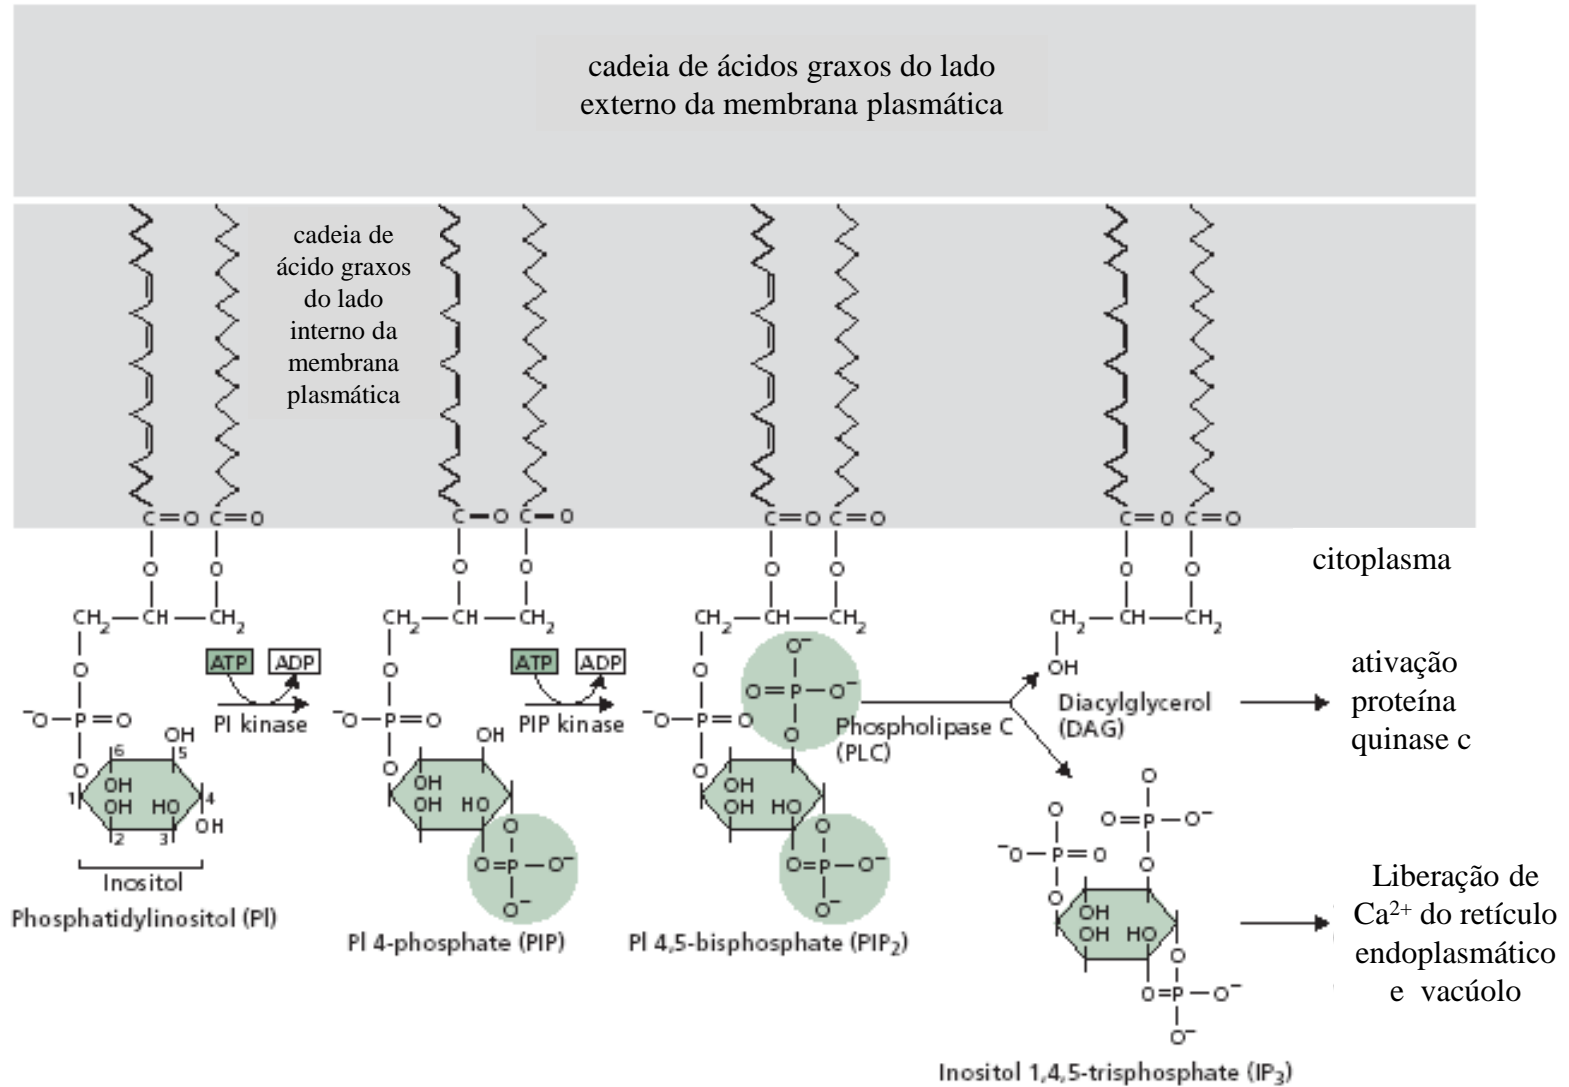 cadeia de ácidos graxos do lado
externo da membrana plasmática
cadeia de
ácido graxos
do lado
interno da
membrana
plasmática
C=O C=O
C–O C–O
C=O C=O
C=O C=O
citoplasma
O O
O O
O O
O O
CH₂—CH—CH₂
CH₂—CH—CH₂
CH₂—CH—CH₂
CH₂—CH—CH₂
O
ATP ADP
⁻O—P=O
PI kinase
O
OH
6 5
OH
OH HO
1 4
OH
2 3
Inositol
Phosphatidylinositol (PI)
O
ATP ADP
⁻O—P=O
PIP kinase
O
OH
OH
OH HO
O
O=P—O⁻
O⁻
PI 4-phosphate (PIP)
O
O⁻
O=P—O⁻
⁻O—P=O
O
O
OH
OH HO
O
O=P—O⁻
O⁻
PI 4,5-bisphosphate (PIP₂)
Phospholipase C
(PLC)
OH
Diacylglycerol
(DAG)
ativação
proteína
quinase c
O⁻
O
O=P—O⁻
⁻O—P=O
O
O
OH
OH HO
O
O=P—O⁻
O⁻
Inositol 1,4,5-trisphosphate (IP₃)
Liberação de
Ca²⁺ do retículo
endoplasmático
e vacúolo